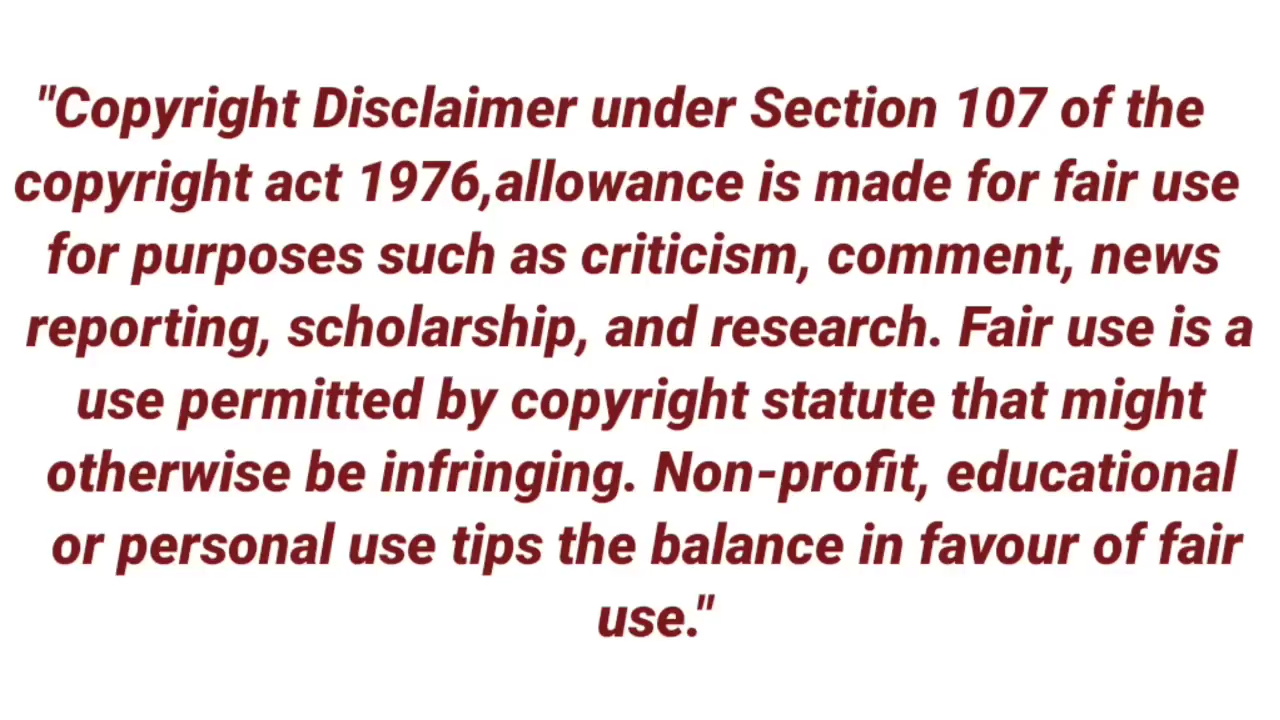 "Copyright Disclaimer under Section 107 of the
copyright act 1976,allowance is made for fair use
for purposes such as criticism, comment, news
reporting, scholarship, and research. Fair use is a
use permitted by copyright statute that might
otherwise be infringing. Non-profit, educational
or personal use tips the balance in favour of fair
use."